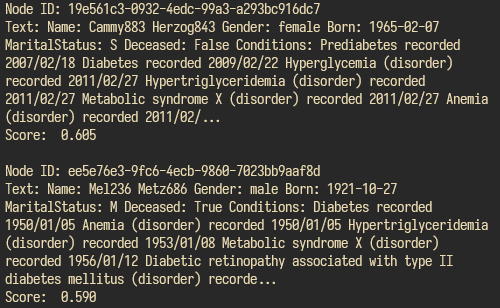 Node ID: 19e561c3-0932-4edc-99a3-a293bc916dc7
Text: Name: Cammy883 Herzog843 Gender: female Born: 1965-02-07
MaritalStatus: S Deceased: False Conditions: Prediabetes recorded
2007/02/18 Diabetes recorded 2009/02/22 Hyperglycemia (disorder)
recorded 2011/02/27 Hypertriglyceridemia (disorder) recorded
2011/02/27 Metabolic syndrome X (disorder) recorded 2011/02/27 Anemia
(disorder) recorded 2011/02/...
Score:  0.605

Node ID: ee5e76e3-9fc6-4ecb-9860-7023bb9aaf8d
Text: Name: Mel236 Metz686 Gender: male Born: 1921-10-27
MaritalStatus: M Deceased: True Conditions: Diabetes recorded
1950/01/05 Anemia (disorder) recorded 1950/01/05 Hypertriglyceridemia
(disorder) recorded 1953/01/08 Metabolic syndrome X (disorder)
recorded 1956/01/12 Diabetic retinopathy associated with type II
diabetes mellitus (disorder) recorde...
Score:  0.590